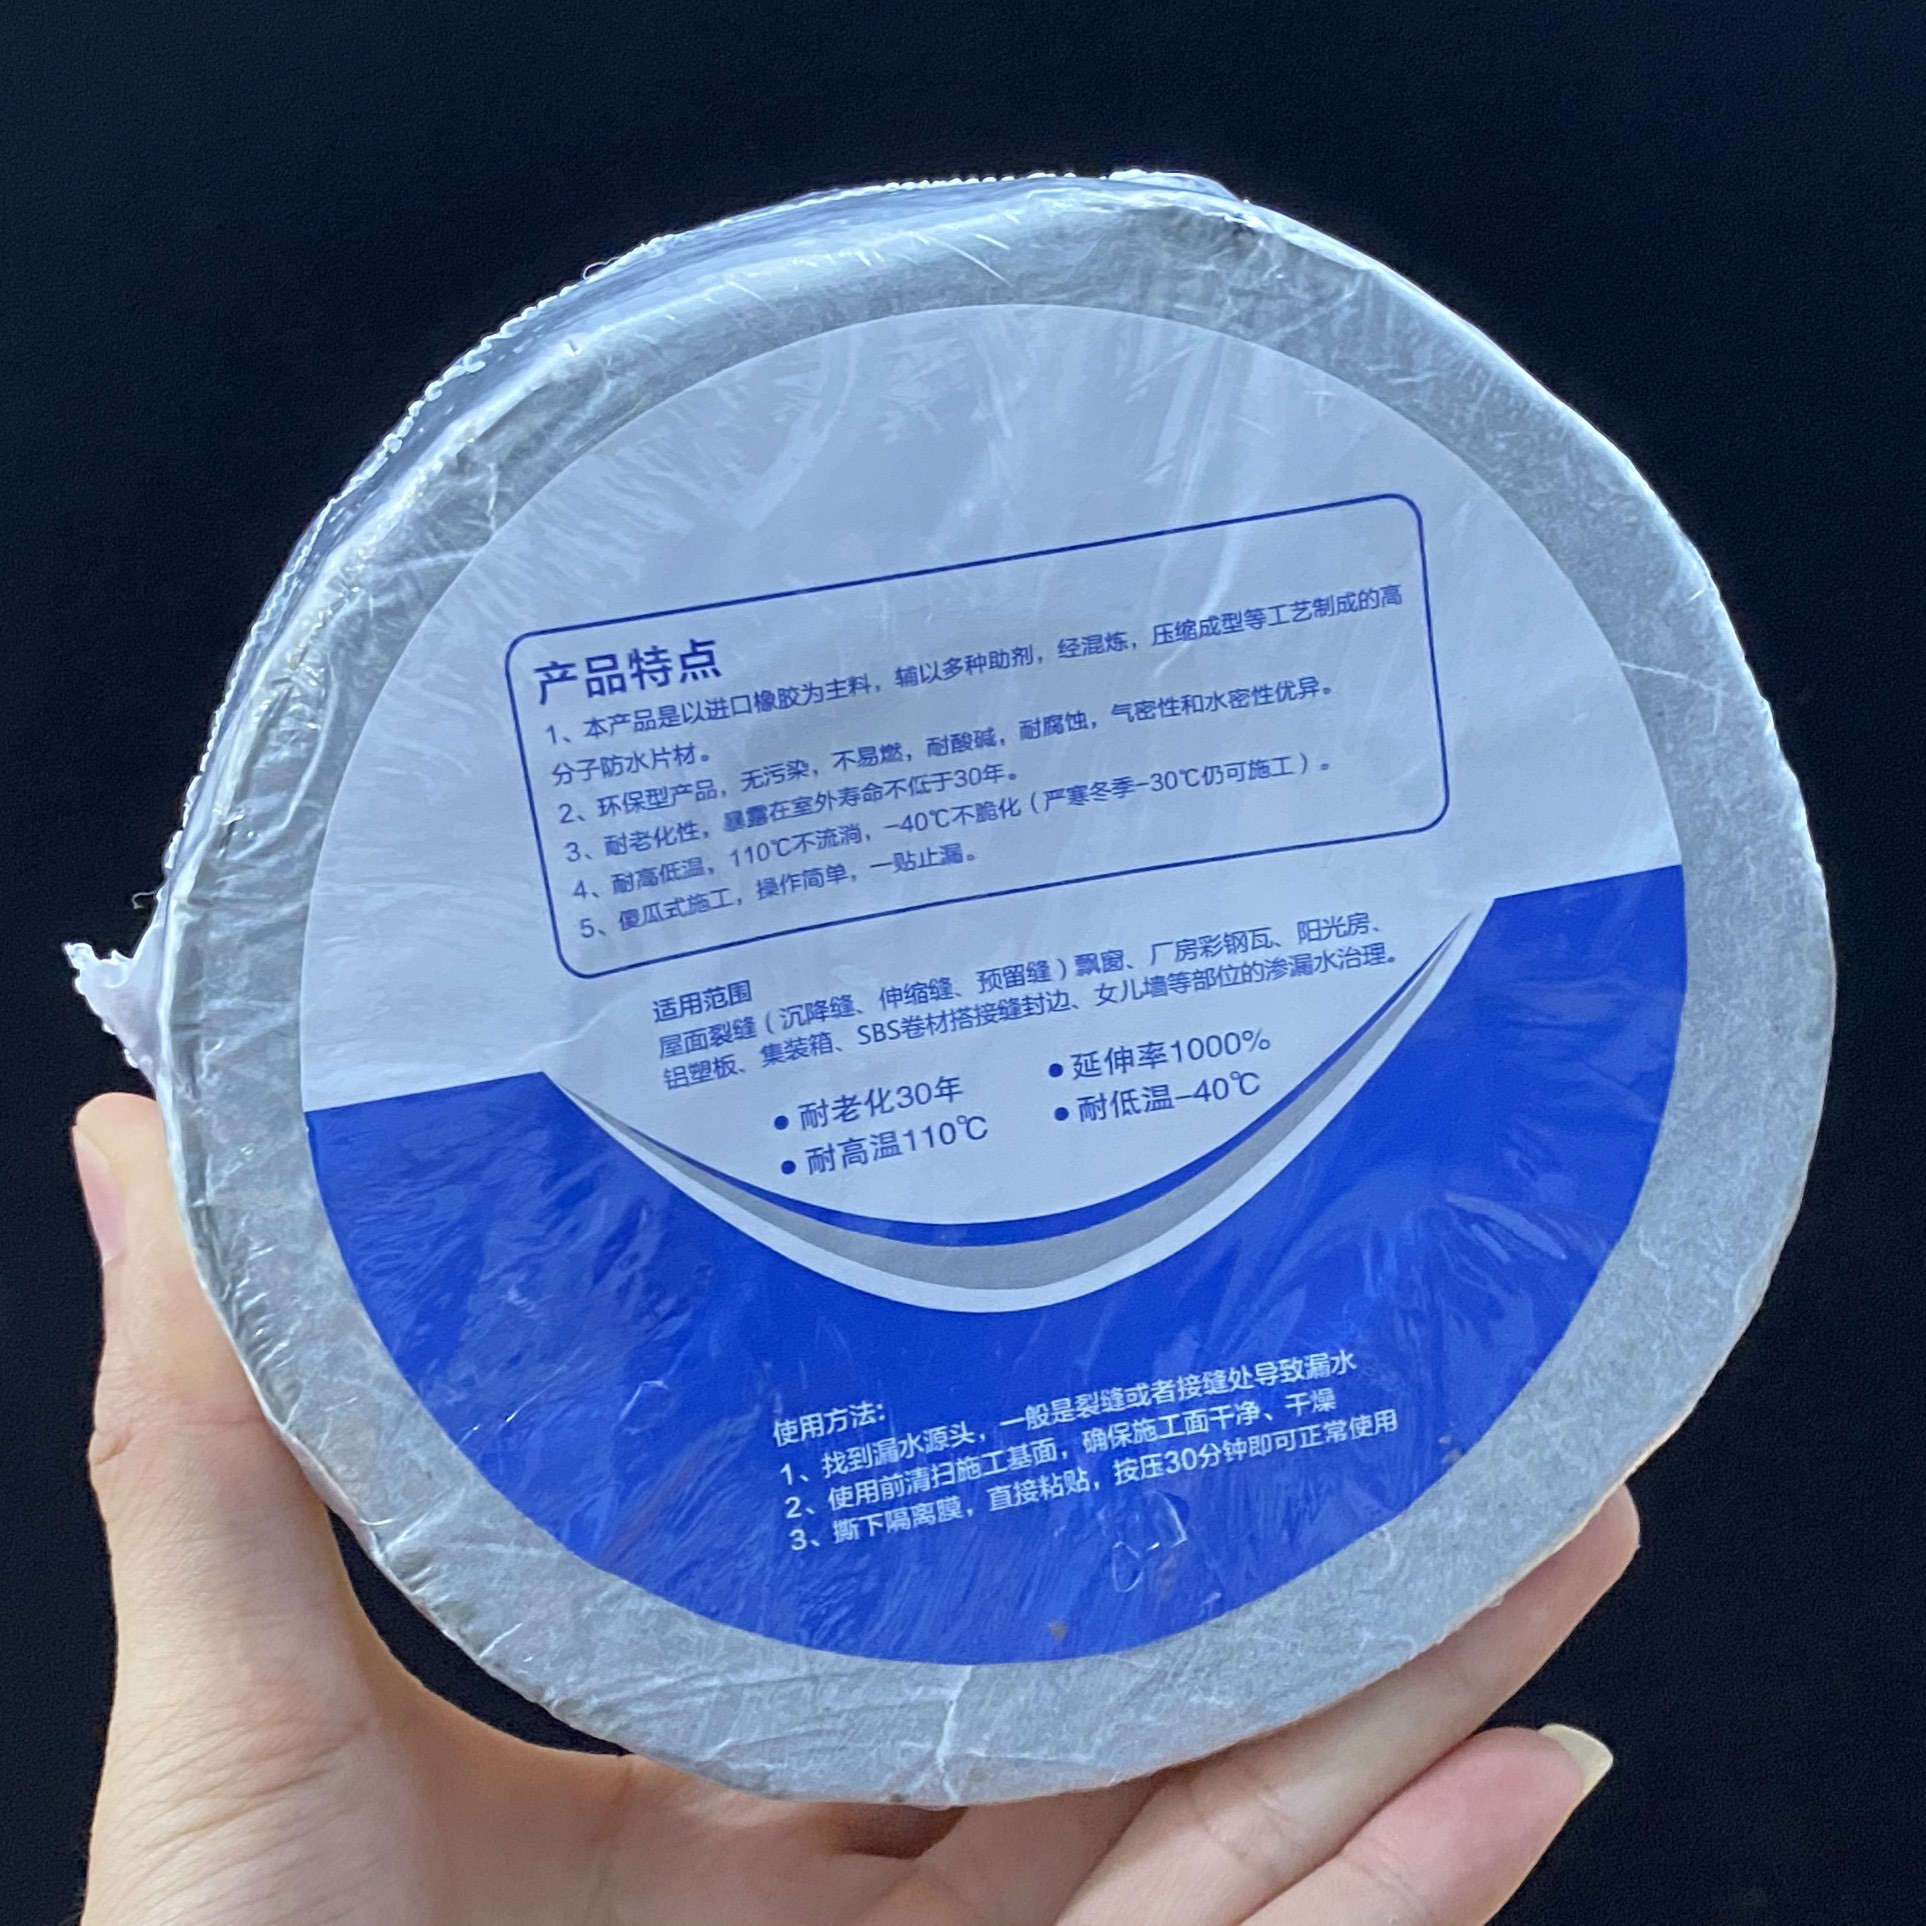 产品特点
1、本产品是以进口橡胶为主料，辅以多种助剂，经混炼，压缩成型等工艺制成的高
分子防水片材。
2、环保型产品，无污染，不易燃，耐酸碱，耐腐蚀，气密性和水密性优异。
3、耐老化性，暴露在室外寿命不低于30年。
4、耐高低温，110℃不流淌，-40℃不脆化（严寒冬季-30℃仍可施工）。
5、傻瓜式施工，操作简单，一贴止漏。
适用范围
屋面裂缝（沉降缝、伸缩缝、预留缝）飘窗、厂房彩钢瓦、阳光房、
铝塑板、集装箱、SBS卷材搭接缝封边、女儿墙等部位的渗漏水治理。
●耐老化30年 ●延伸率1000%
●耐高温110℃ ●耐低温-40℃
使用方法：
1、找到漏水源头，一般是裂缝或者接缝处导致漏水
2、使用前清扫施工基面，确保施工面干净、干燥
3、撕下隔离膜，直接粘贴，按压30分钟即可正常使用